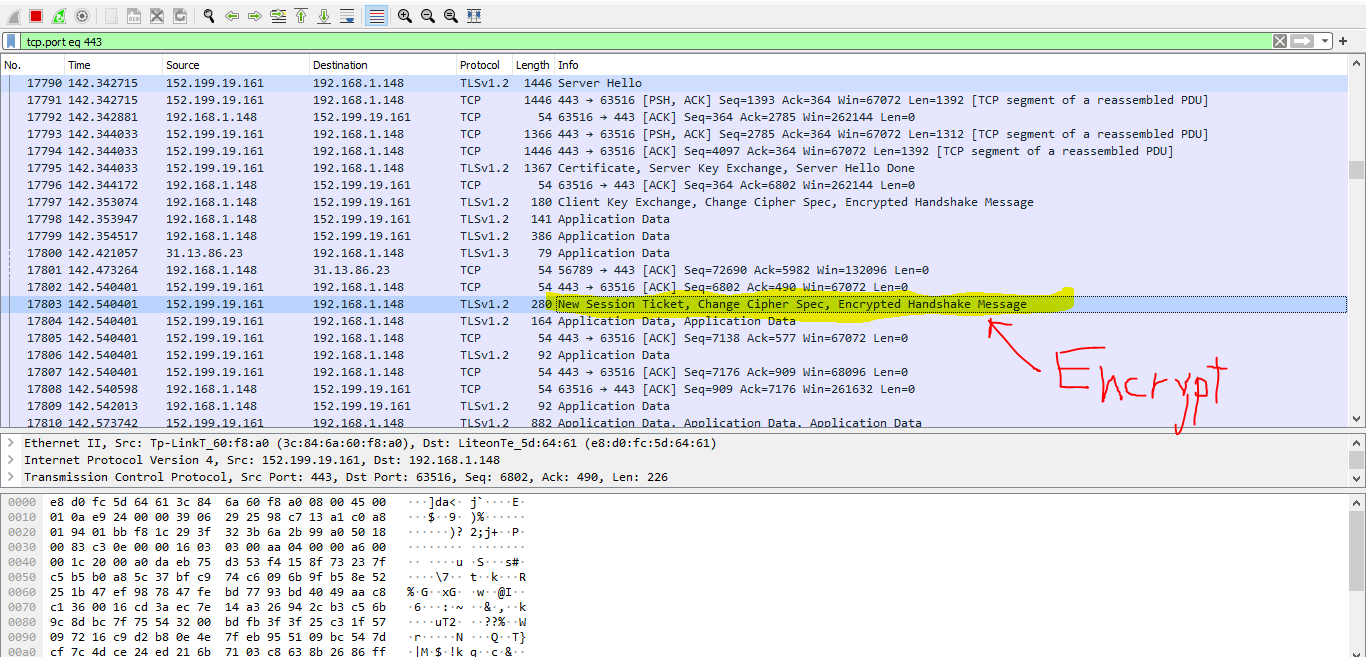 tcp.port eq 443
No. Time Source Destination Protocol Length Info
17790 142.342715 152.199.19.161 192.168.1.148 TLSv1.2 1446 Server Hello
17791 142.342715 152.199.19.161 192.168.1.148 TCP 1446 443 → 63516 [PSH, ACK] Seq=1393 Ack=364 Win=67072 Len=1392 [TCP segment of a reassembled PDU]
17792 142.342881 192.168.1.148 152.199.19.161 TCP 54 63516 → 443 [ACK] Seq=364 Ack=2785 Win=262144 Len=0
17793 142.344033 152.199.19.161 192.168.1.148 TCP 1366 443 → 63516 [PSH, ACK] Seq=2785 Ack=364 Win=67072 Len=1312 [TCP segment of a reassembled PDU]
17794 142.344033 152.199.19.161 192.168.1.148 TCP 1446 443 → 63516 [ACK] Seq=4097 Ack=364 Win=67072 Len=1392 [TCP segment of a reassembled PDU]
17795 142.344033 152.199.19.161 192.168.1.148 TLSv1.2 1367 Certificate, Server Key Exchange, Server Hello Done
17796 142.344172 192.168.1.148 152.199.19.161 TCP 54 63516 → 443 [ACK] Seq=364 Ack=6802 Win=262144 Len=0
17797 142.353074 192.168.1.148 152.199.19.161 TLSv1.2 180 Client Key Exchange, Change Cipher Spec, Encrypted Handshake Message
17798 142.353947 192.168.1.148 152.199.19.161 TLSv1.2 141 Application Data
17799 142.354517 192.168.1.148 152.199.19.161 TLSv1.2 386 Application Data
17800 142.421057 31.13.86.23 192.168.1.148 TLSv1.3 79 Application Data
17801 142.473264 192.168.1.148 31.13.86.23 TCP 54 56789 → 443 [ACK] Seq=72690 Ack=5982 Win=132096 Len=0
17802 142.540401 152.199.19.161 192.168.1.148 TCP 54 443 → 63516 [ACK] Seq=6802 Ack=490 Win=67072 Len=0
17803 142.540401 152.199.19.161 192.168.1.148 TLSv1.2 280 New Session Ticket, Change Cipher Spec, Encrypted Handshake Message
17804 142.540401 152.199.19.161 192.168.1.148 TLSv1.2 164 Application Data, Application Data
17805 142.540401 152.199.19.161 192.168.1.148 TCP 54 443 → 63516 [ACK] Seq=7138 Ack=577 Win=67072 Len=0
17806 142.540401 152.199.19.161 192.168.1.148 TLSv1.2 92 Application Data
17807 142.540401 152.199.19.161 192.168.1.148 TCP 54 443 → 63516 [ACK] Seq=7176 Ack=909 Win=68096 Len=0
17808 142.540598 192.168.1.148 152.199.19.161 TCP 54 63516 → 443 [ACK] Seq=909 Ack=7176 Win=261632 Len=0
17809 142.542013 192.168.1.148 152.199.19.161 TLSv1.2 92 Application Data
17810 142.573742 152.199.19.161 192.168.1.148 TLSv1.2 882 Application Data, Application Data, Application Data
Encrypt
Ethernet II, Src: Tp-LinkT_60:f8:a0 (3c:84:6a:60:f8:a0), Dst: LiteonTe_5d:64:61 (e8:d0:fc:5d:64:61)
Internet Protocol Version 4, Src: 152.199.19.161, Dst: 192.168.1.148
Transmission Control Protocol, Src Port: 443, Dst Port: 63516, Seq: 6802, Ack: 490, Len: 226
0000 e8 d0 fc 5d 64 61 3c 84 6a 60 f8 a0 08 00 45 00 ···]da<· j`····E·
0010 01 0a e9 24 00 00 39 06 29 25 98 c7 13 a1 c0 a8 ···$··9· )%······
0020 01 94 01 bb f8 1c 29 3f 32 3b 6a 2b 99 a0 50 18 ······)? 2;j+··P·
0030 00 83 c3 0e 00 00 16 03 03 00 aa 04 00 00 a6 00 ········ ········
0040 00 1c 20 00 a0 da eb 75 d3 53 f4 15 8f 73 23 7f ·· ····u ·S···s#·
0050 c5 b5 b0 a8 5c 37 bf c9 74 c6 09 6b 9f b5 8e 52 ····\7·· t··k···R
0060 25 1b 47 ef 98 78 47 fe bd 77 93 bd 40 49 aa c8 %·G··xG· ·w··@I··
0070 c1 36 00 16 cd 3a ec 7e 14 a3 26 94 2c b3 c5 6b ·6···:·~ ··&·,··k
0080 9c 8d bc 7f 75 54 32 00 bd fb 3f 3f 25 c3 1f 57 ····uT2· ··??%··W
0090 09 72 16 c9 d2 b8 0e 4e 7f eb 95 51 09 bc 54 7d ·r·····N ···Q··T}
00a0 cf 7c 4d ce 24 ed 21 6b 71 03 c8 63 8b 26 86 ff ·|M·$·!k q··c·&··